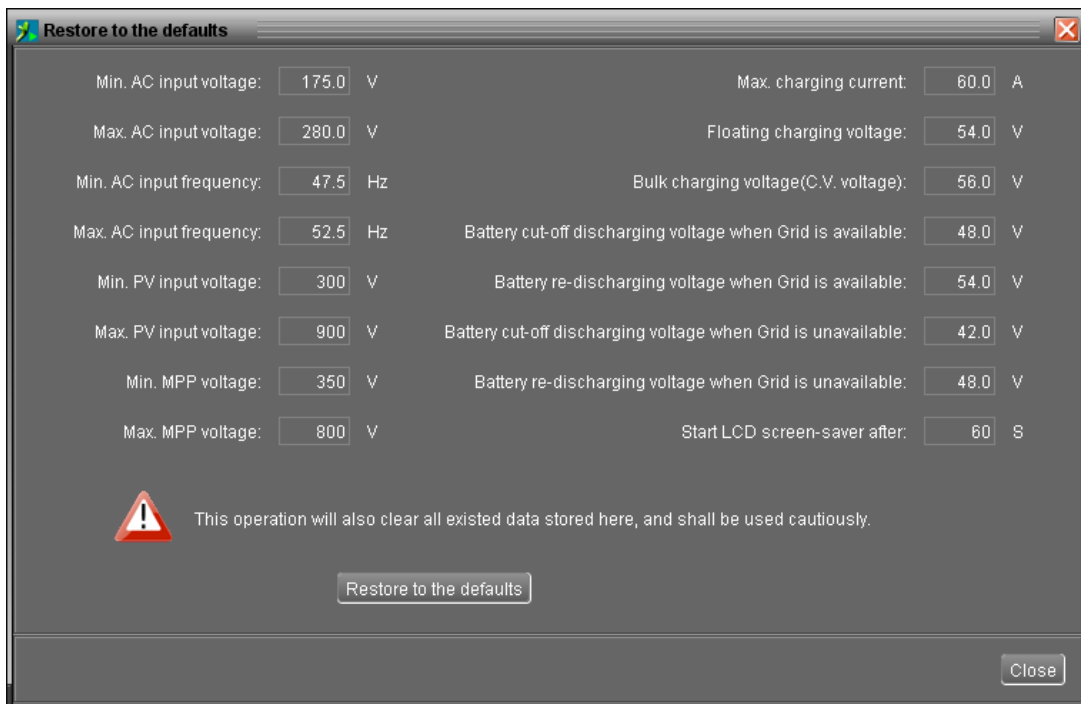 Restore to the defaults
Min. AC input voltage: 175.0 V Max. charging current: 60.0 A
Max. AC input voltage: 280.0 V Floating charging voltage: 54.0 V
Min. AC input frequency: 47.5 Hz Bulk charging voltage(C.V. voltage): 56.0 V
Max. AC input frequency: 52.5 Hz Battery cut-off discharging voltage when Grid is available: 48.0 V
Min. PV input voltage: 300 V Battery re-discharging voltage when Grid is available: 54.0 V
Max. PV input voltage: 900 V Battery cut-off discharging voltage when Grid is unavailable: 42.0 V
Min. MPP voltage: 350 V Battery re-discharging voltage when Grid is unavailable: 48.0 V
Max. MPP voltage: 800 V Start LCD screen-saver after: 60 S
This operation will also clear all existed data stored here, and shall be used cautiously.
Restore to the defaults
Close